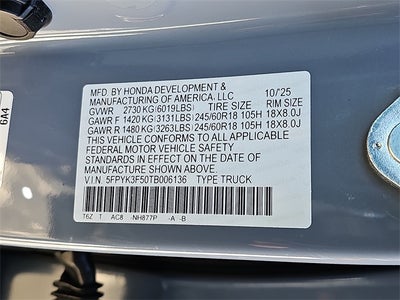 MFD. BY HONDA DEVELOPMENT & 10/25
MANUFACTURING OF AMERICA, LLC
GVWR 2730 KG (6019LBS) TIRE SIZE RIM SIZE
GAWR F 1420 KG (3131LBS) 245/60R18 105H 18X8.0J
GAWR R 1480 KG (3263LBS) 245/60R18 105H 18X8.0J
THIS VEHICLE CONFORMS TO ALL APPLICABLE
FEDERAL MOTOR VEHICLE SAFETY
STANDARDS IN EFFECT ON THE DATE OF
MANUFACTURE SHOWN ABOVE.
V.I.N. 5FPYK3F50TB006136 TYPE TRUCK
T6Z T AC8 -NH877P -A -B
6A4